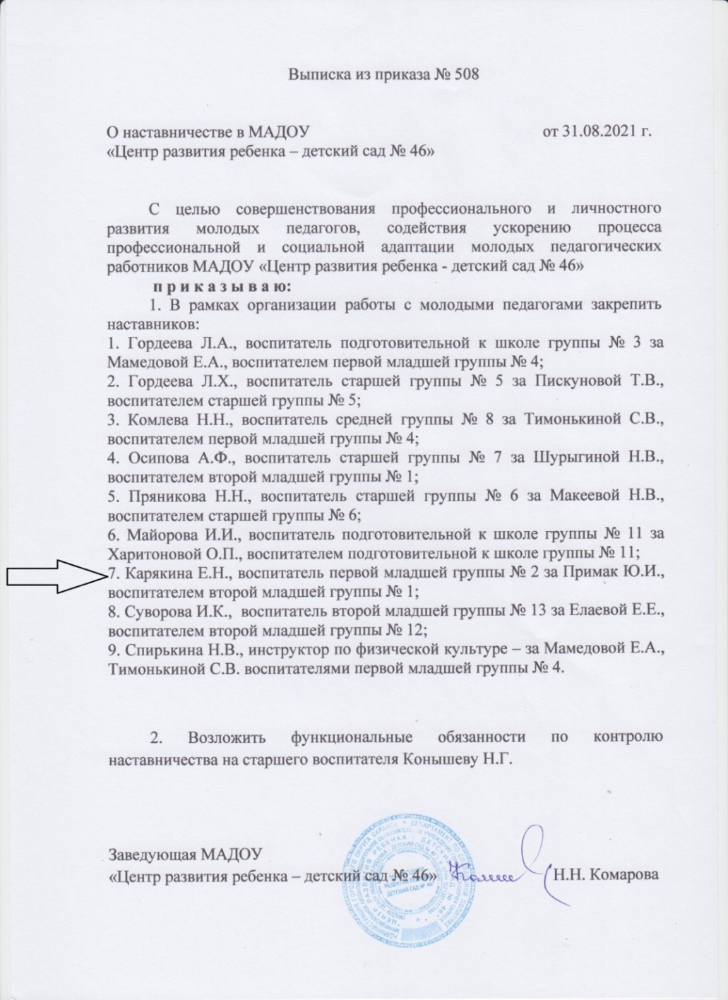 Выписка из приказа № 508
О наставничестве в МАДОУ от 31.08.2021 г.
«Центр развития ребенка – детский сад № 46»
С целью совершенствования профессионального и личностного
развития молодых педагогов, содействия ускорению процесса
профессиональной и социальной адаптации молодых педагогических
работников МАДОУ «Центр развития ребенка - детский сад № 46»
п р и к а з ы в а ю:
1. В рамках организации работы с молодыми педагогами закрепить
наставников:
1. Гордеева Л.А., воспитатель подготовительной к школе группы № 3 за
Мамедовой Е.А., воспитателем первой младшей группы № 4;
2. Гордеева Л.Х., воспитатель старшей группы № 5 за Пискуновой Т.В.,
воспитателем старшей группы № 5;
3. Комлева Н.Н., воспитатель средней группы № 8 за Тимонькиной С.В.,
воспитателем первой младшей группы № 4;
4. Осипова А.Ф., воспитатель старшей группы № 7 за Шурыгиной Н.В.,
воспитателем второй младшей группы № 1;
5. Пряникова Н.Н., воспитатель старшей группы № 6 за Макеевой Н.В.,
воспитателем старшей группы № 6;
6. Майорова И.И., воспитатель подготовительной к школе группы № 11 за
Харитоновой О.П., воспитателем подготовительной к школе группы № 11;
7. Карякина Е.Н., воспитатель первой младшей группы № 2 за Примак Ю.И.,
воспитателем второй младшей группы № 1;
8. Суворова И.К., воспитатель второй младшей группы № 13 за Елаевой Е.Е.,
воспитателем второй младшей группы № 12;
9. Спирькина Н.В., инструктор по физической культуре – за Мамедовой Е.А.,
Тимонькиной С.В. воспитателями первой младшей группы № 4.
2. Возложить функциональные обязанности по контролю
наставничества на старшего воспитателя Конышеву Н.Г.
Заведующая МАДОУ
«Центр развития ребенка – детский сад № 46» Н.Н. Комарова